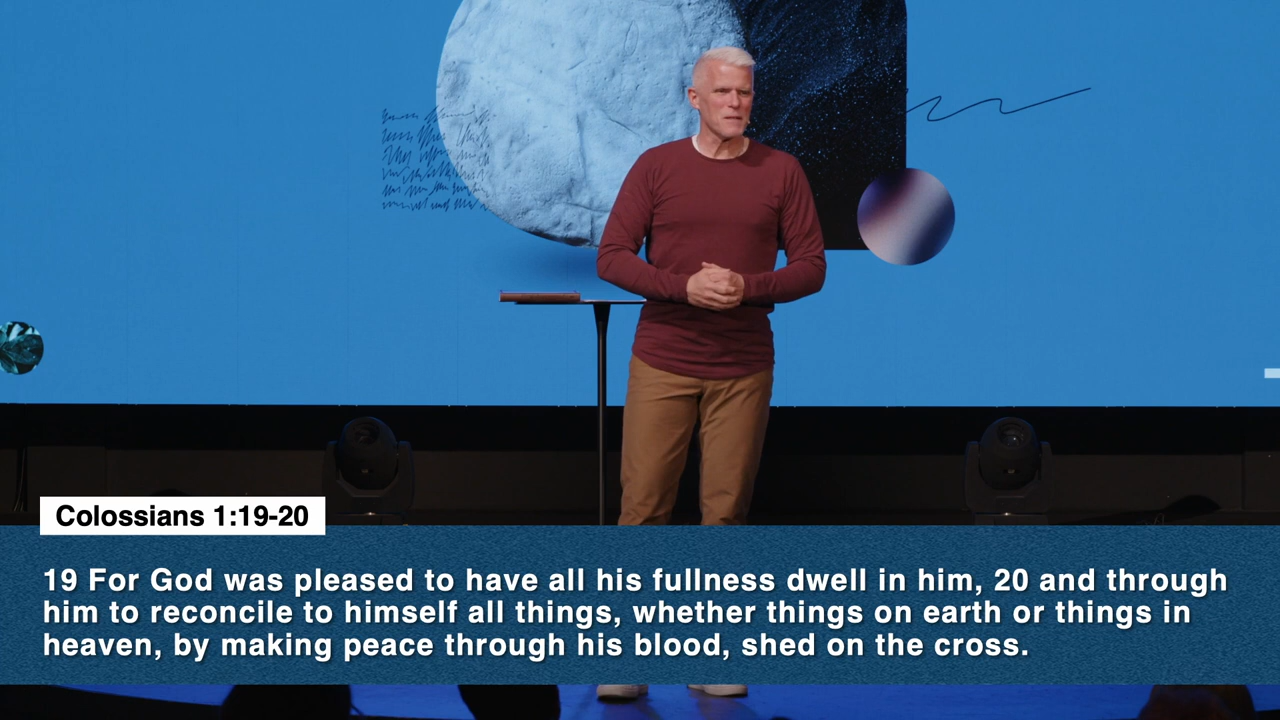 Colossians 1:19-20
19 For God was pleased to have all his fullness dwell in him, 20 and through
him to reconcile to himself all things, whether things on earth or things in
heaven, by making peace through his blood, shed on the cross.